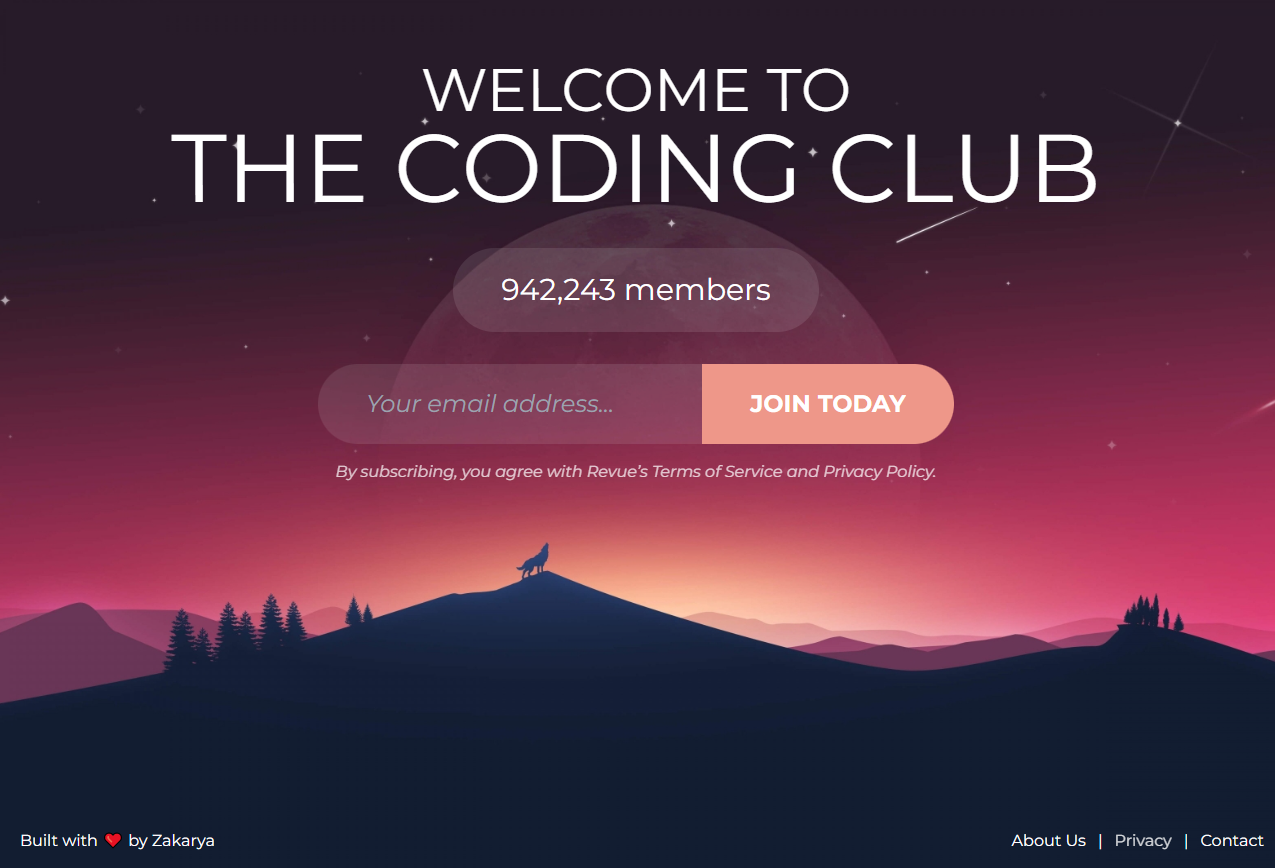 WELCOME TO
THE CODING CLUB
942,243 members
Your email address...
JOIN TODAY
By subscribing, you agree with Revue's Terms of Service and Privacy Policy.
Built with ❤️ by Zakarya
About Us | Privacy | Contact